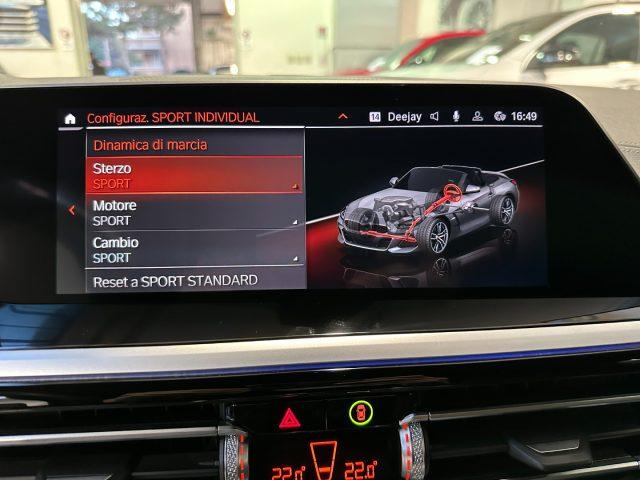 Configuraz. SPORT INDIVIDUAL
14 Deejay 16:49
Dinamica di marcia
Sterzo
SPORT
Motore
SPORT
Cambio
SPORT
Reset a SPORT STANDARD
22.0 22.0°